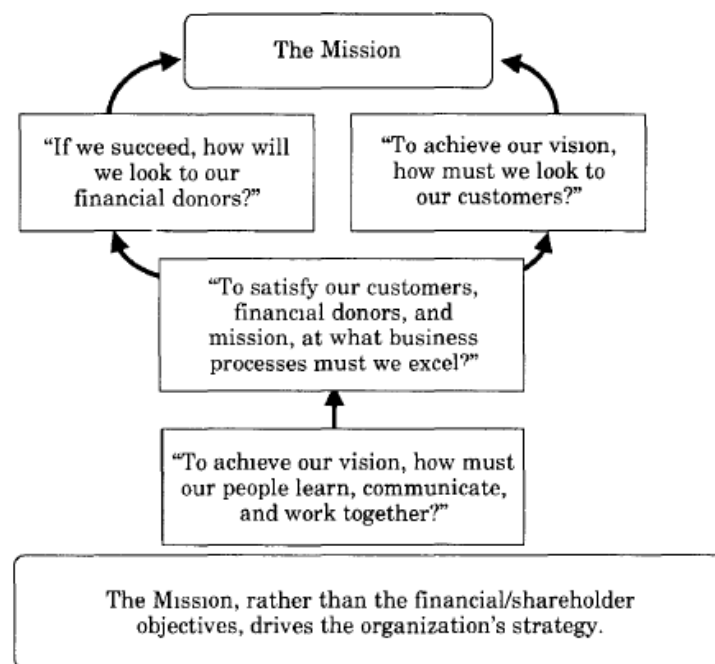 The Mission
“If we succeed, how will
we look to our
financial donors?”
“To achieve our vision,
how must we look to
our customers?”
“To satisfy our customers,
financial donors, and
mission, at what business
processes must we excel?”
“To achieve our vision, how must
our people learn, communicate,
and work together?”
The Mission, rather than the financial/shareholder
objectives, drives the organization’s strategy.